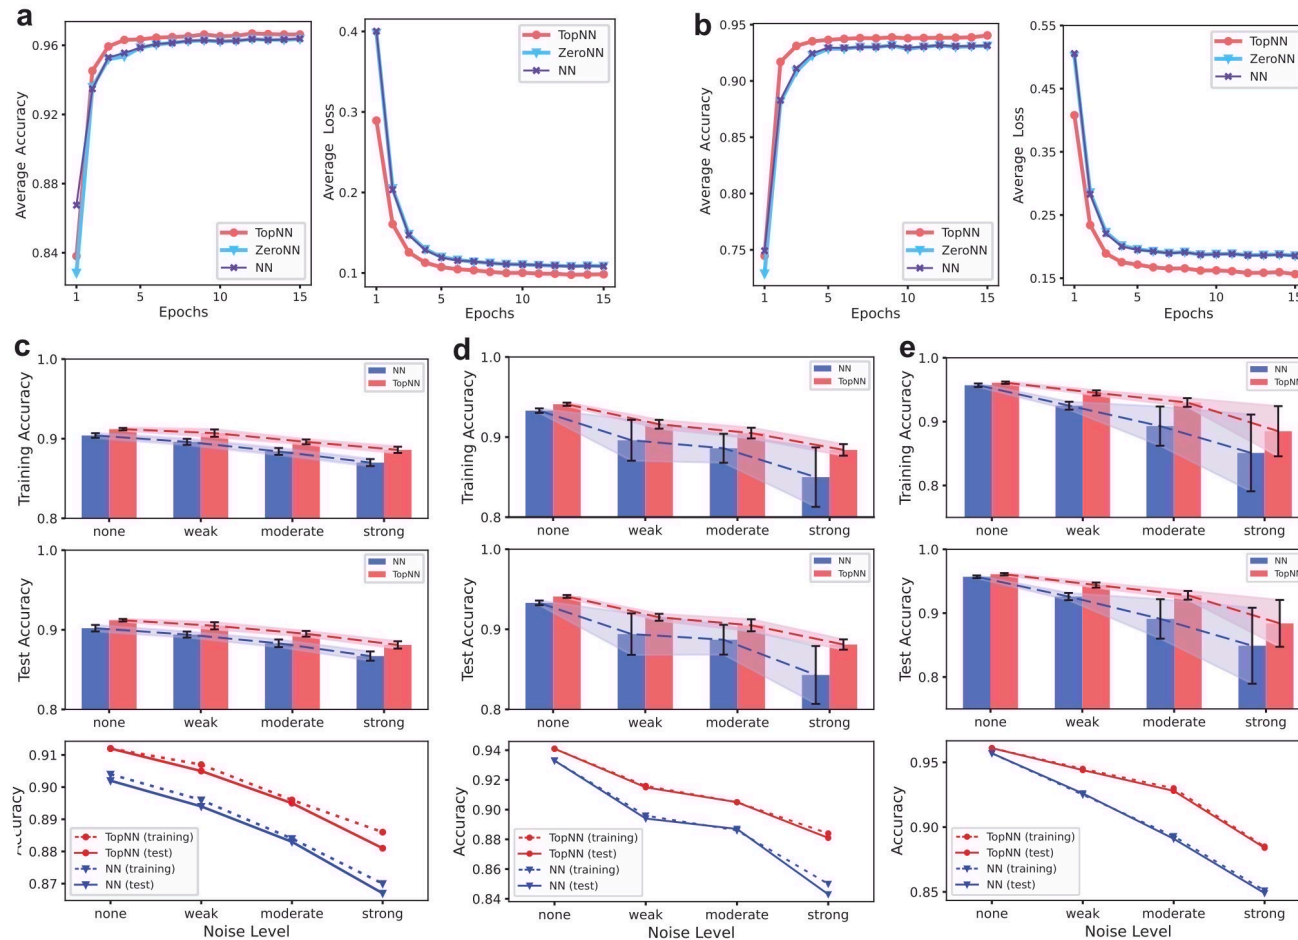 a
Average Accuracy
0.96
0.92
0.88
0.84
TopNN
ZeroNN
NN
1
5
10
15
Epochs
Average Loss
0.4
0.3
0.2
0.1
TopNN
ZeroNN
NN
1
5
10
15
Epochs
b
Average Accuracy
0.95
0.90
0.85
0.80
0.75
TopNN
ZeroNN
NN
1
5
10
15
Epochs
Average Loss
0.55
0.45
0.35
0.25
0.15
TopNN
ZeroNN
NN
1
5
10
15
Epochs
c
Training Accuracy
1.0
0.9
0.8
NN
TopNN
none
weak
moderate
strong
Test Accuracy
1.0
0.9
0.8
NN
TopNN
none
weak
moderate
strong
Accuracy
0.91
0.90
0.89
0.88
0.87
TopNN (training)
TopNN (test)
NN (training)
NN (test)
none
weak
moderate
strong
Noise Level
d
Training Accuracy
1.0
0.9
0.8
NN
TopNN
none
weak
moderate
strong
Test Accuracy
1.0
0.9
0.8
NN
TopNN
none
weak
moderate
strong
Accuracy
0.94
0.92
0.90
0.88
0.86
0.84
TopNN (training)
TopNN (test)
NN (training)
NN (test)
none
weak
moderate
strong
Noise Level
e
Training Accuracy
1.0
0.9
0.8
NN
TopNN
none
weak
moderate
strong
Test Accuracy
1.0
0.9
0.8
NN
TopNN
none
weak
moderate
strong
Accuracy
0.95
0.90
0.85
TopNN (training)
TopNN (test)
NN (training)
NN (test)
none
weak
moderate
strong
Noise Level